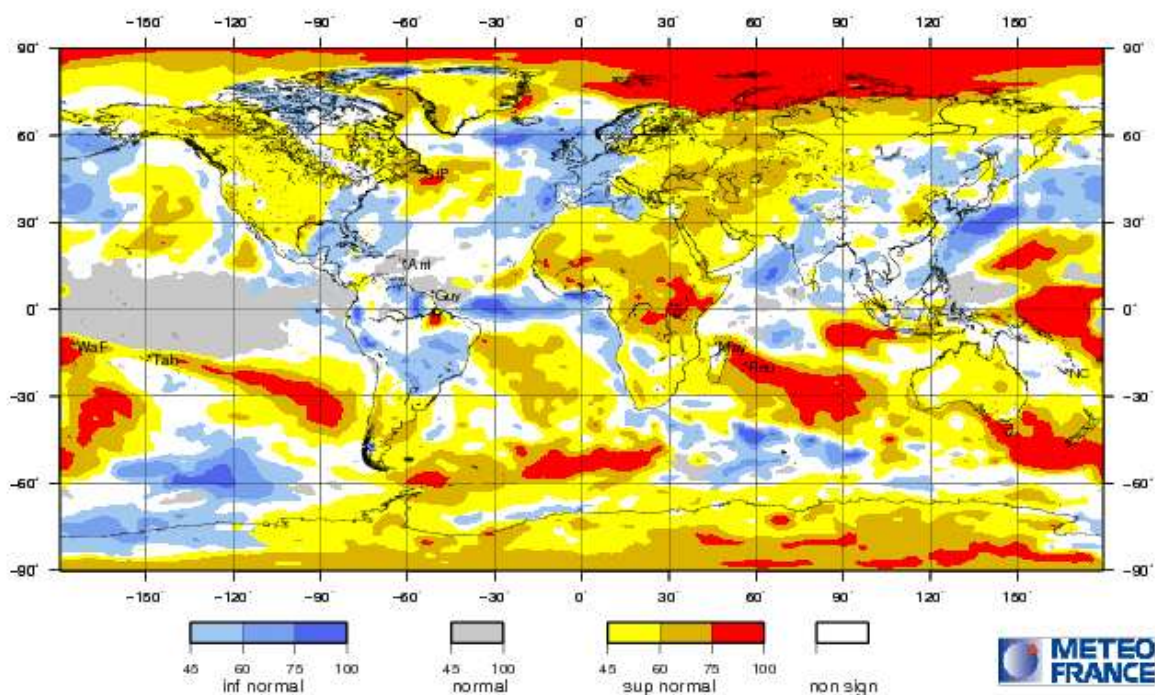 −150° −120° −90° −60° −30° 0° 30° 60° 90° 120° 150°
90° 90°
60° 60°
30° 30°
0° 0°
−30° −30°
−60° −60°
−90° −90°
SdP
Ant
Guy
WaF
Tah
May
Reu
NC
−150° −120° −90° −60° −30° 0° 30° 60° 90° 120° 150°
45 60 75 100 45 100 45 60 75 100
inf normal normal sup normal non sign
METEO
FRANCE